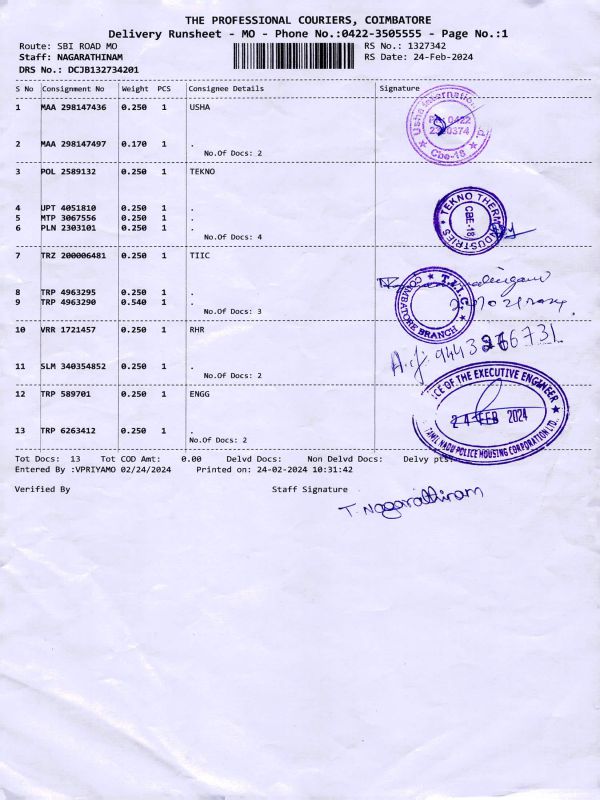 THE PROFESSIONAL COURIERS, COIMBATORE
Delivery Runsheet - MO - Phone No.:0422-3505555 - Page No.:1
Route: SBI ROAD MO RS No.: 1327342
Staff: NAGARATHINAM RS Date: 24-Feb-2024
DRS No.: DCJB132734201
S No Consignment No Weight PCS Consignee Details Signature
1 MAA 298147436 0.250 1 USHA
2 MAA 298147497 0.170 1 .
No.Of Docs: 2
3 POL 2589132 0.250 1 TEKNO
4 UPT 4051810 0.250 1 .
5 MTP 3067556 0.250 1 .
6 PLN 2303101 0.250 1 .
No.Of Docs: 4
7 TRZ 200006481 0.250 1 TIIC
8 TRP 4963295 0.250 1 .
9 TRP 4963290 0.540 1 .
No.Of Docs: 3
10 VRR 1721457 0.250 1 RHR
11 SLM 340354852 0.250 1 .
No.Of Docs: 2
12 TRP 589701 0.250 1 ENGG
13 TRP 6263412 0.250 1 .
No.Of Docs: 2
Usha Internation
Cbe-18
TEKNO THERM INDUSTRIES
CBE-18
T.I.I.C.
COIMBATORE BRANCH
ICE OF THE EXECUTIVE ENGINEER
24 FEB 2024
TAMIL NADU POLICE HOUSING CORPORATION LTD.
Tot Docs: 13 Tot COD Amt: 0.00 Delvd Docs: Non Delvd Docs: Delvy pts:
Entered By :VPRIYAMO 02/24/2024 Printed on: 24-02-2024 10:31:42
Verified By Staff Signature
T. Nagarathinam